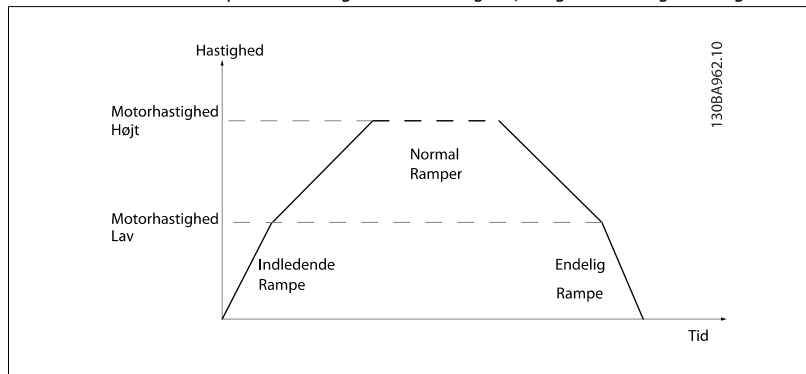 Hastighed
130BA962.10
Motorhastighed
Højt
Normal
Ramper
Motorhastighed
Lav
Indledende
Rampe
Endelig
Rampe
Tid